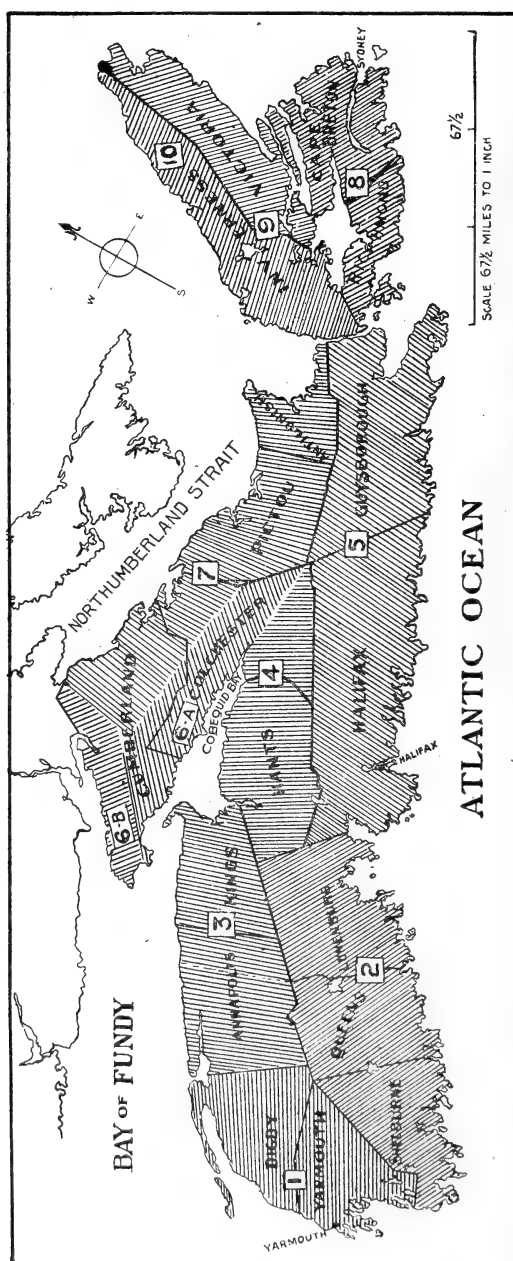 BAY OF FUNDY
NORTHUMBERLAND STRAIT
ATLANTIC OCEAN
COBEQUID BAY
N
W
E
S
YARMOUTH
DIGBY
1
YARMOUTH
SHELBURNE
QUEENS
LUNENBURG
2
ANNAPOLIS
KINGS
3
HANTS
4
HALIFAX
HALIFAX
5
GUYSBOROUGH
6-B
CUMBERLAND
6-A
COLCHESTER
7
PICTOU
ANTIGONISH
INVERNESS
10
VICTORIA
9
CAPE BRETON
8
RICHMOND
SYDNEY
67½
SCALE 67½ MILES TO 1 INCH